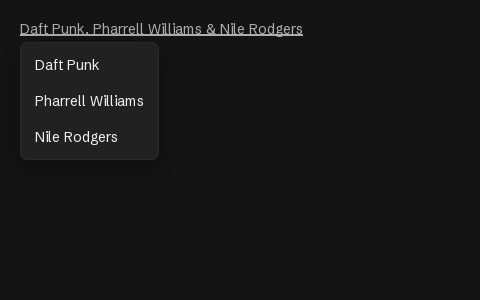 Daft Punk, Pharrell Williams & Nile Rodgers
Daft Punk
Pharrell Williams
Nile Rodgers